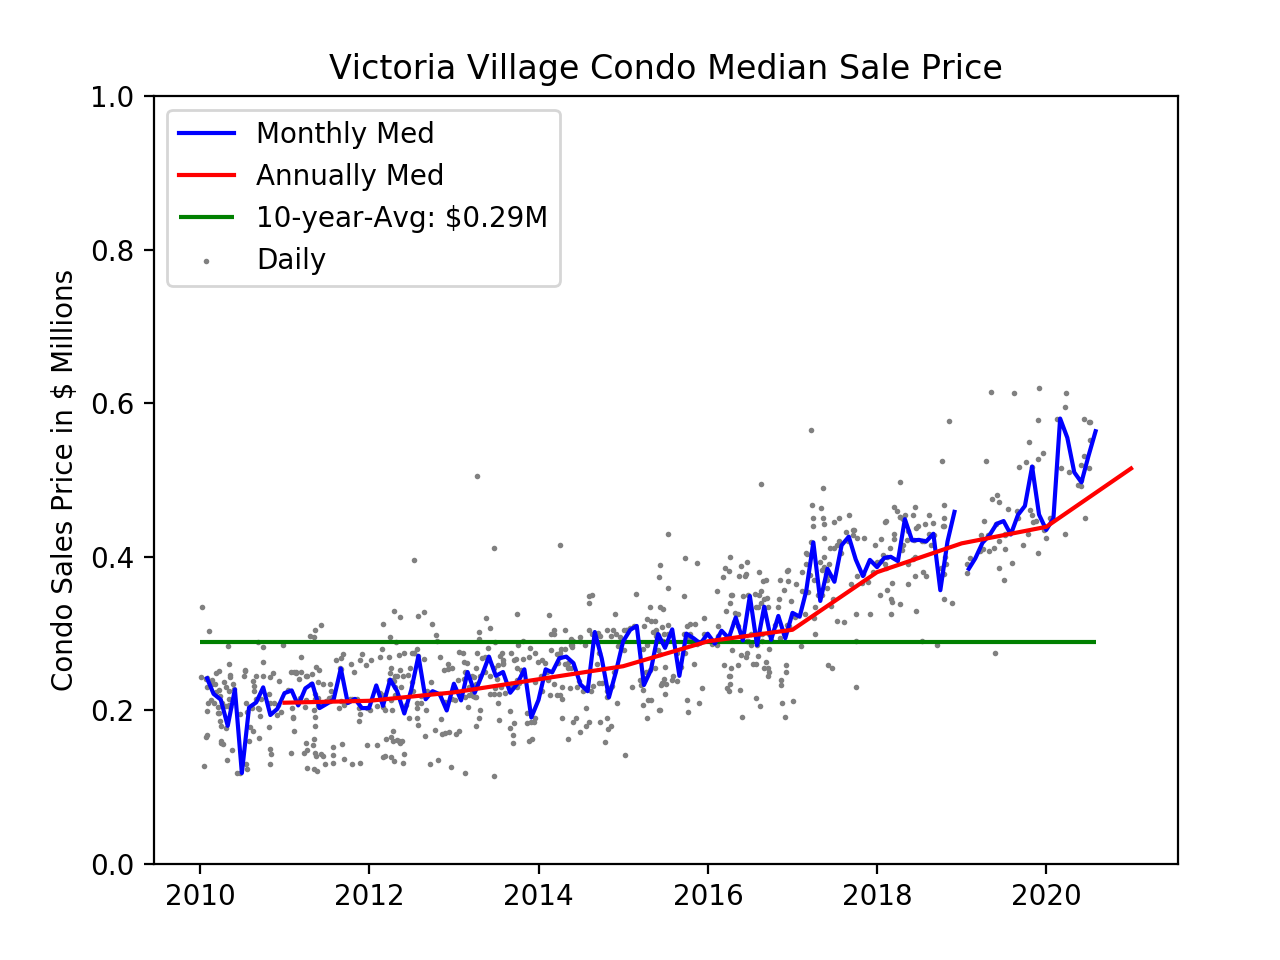 Victoria Village Condo Median Sale Price
Condo Sales Price in $ Millions
1.0
0.8
0.6
0.4
0.2
0.0
Monthly Med
Annually Med
10-year-Avg: $0.29M
Daily
2010 2012 2014 2016 2018 2020